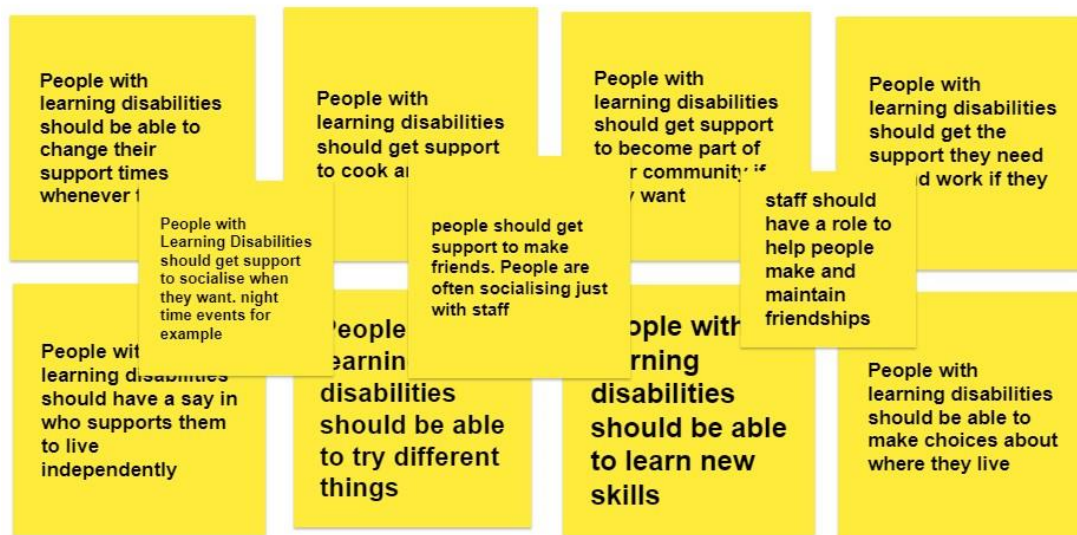 People with
learning disabilities
should be able to
change their
support times
whenever
People with
learning disabilities
should get support
to cook
People with
learning disabilities
should get support
to become part of
community if
want
People with
learning disabilities
should get the
support they need
work if they
People with
Learning Disabilities
should get support
to socialise when
they want. night
time events for
example
people should get
support to make
friends. People are
often socialising just
with staff
staff should
have a role to
help people
make and
maintain
friendships
People
learning disabilities
should have a say in
who supports them
to live
independently
People
learning
disabilities
should be able
to try different
things
People with
learning
disabilities
should be able
to learn new
skills
People with
learning disabilities
should be able to
make choices about
where they live